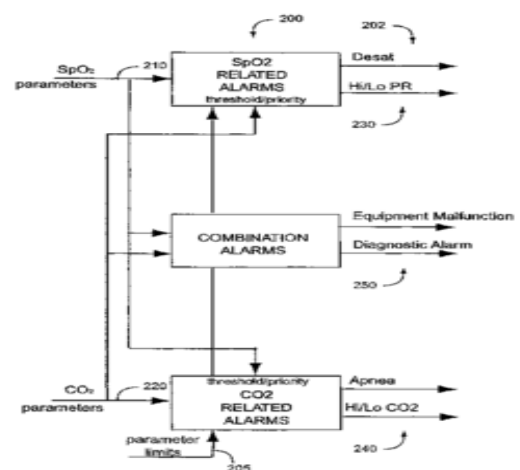 200
202
SpO₂
parameters
210
SpO2
RELATED
ALARMS
threshold/priority
Desat
Hi/Lo PR
230
COMBINATION
ALARMS
Equipment Malfunction
Diagnostic Alarm
250
CO₂
parameters
220
threshold/priority
CO2
RELATED
ALARMS
Apnea
Hi/Lo CO2
240
parameter
limits
205